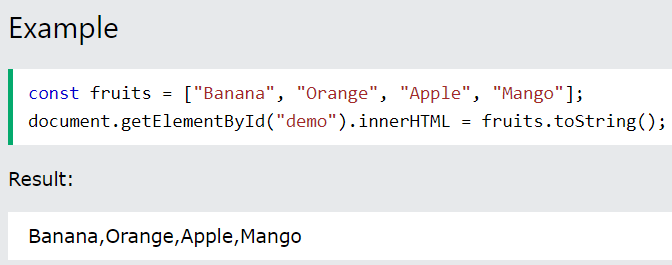 Example
const fruits = ["Banana", "Orange", "Apple", "Mango"];
document.getElementById("demo").innerHTML = fruits.toString();
Result:
Banana,Orange,Apple,Mango